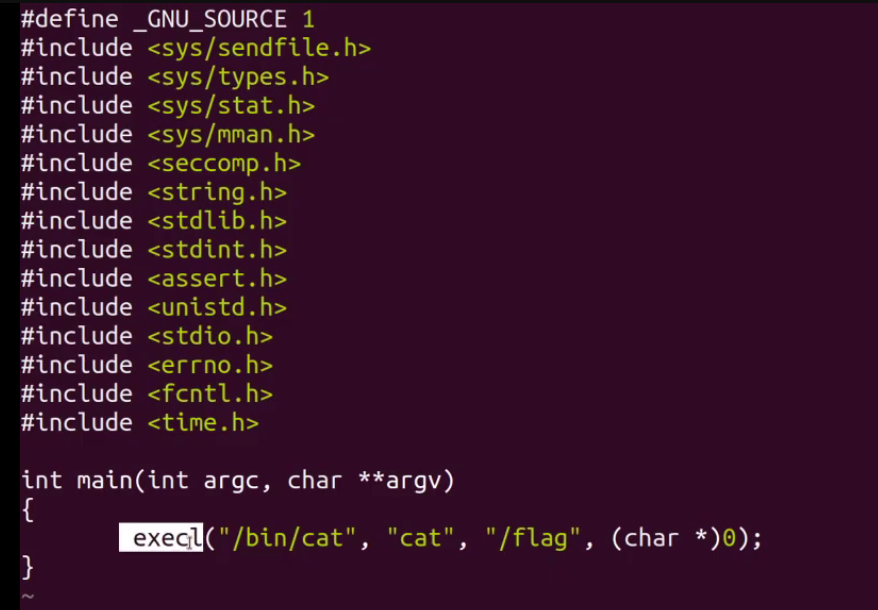 #define _GNU_SOURCE 1
#include <sys/sendfile.h>
#include <sys/types.h>
#include <sys/stat.h>
#include <sys/mman.h>
#include <seccomp.h>
#include <string.h>
#include <stdlib.h>
#include <stdint.h>
#include <assert.h>
#include <unistd.h>
#include <stdio.h>
#include <errno.h>
#include <fcntl.h>
#include <time.h>

int main(int argc, char **argv)
{
        execl("/bin/cat", "cat", "/flag", (char *)0);
}
~